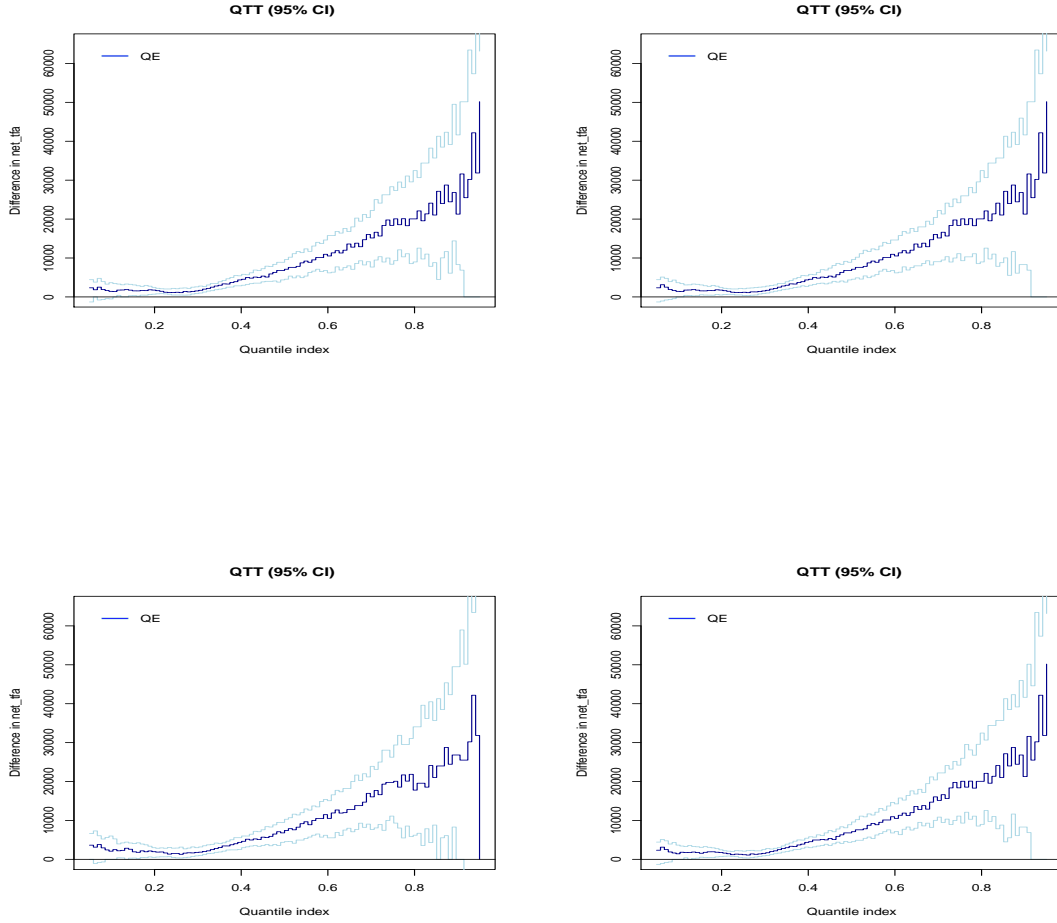 QTT (95% CI)
QE
Difference in net_tfa
0 10000 20000 30000 40000 50000 60000
0.2 0.4 0.6 0.8
Quantile index
QTT (95% CI)
QE
Difference in net_tfa
0 10000 20000 30000 40000 50000 60000
0.2 0.4 0.6 0.8
Quantile index
QTT (95% CI)
QE
Difference in net_tfa
0 10000 20000 30000 40000 50000 60000
0.2 0.4 0.6 0.8
Quantile index
QTT (95% CI)
QE
Difference in net_tfa
0 10000 20000 30000 40000 50000 60000
0.2 0.4 0.6 0.8
Quantile index